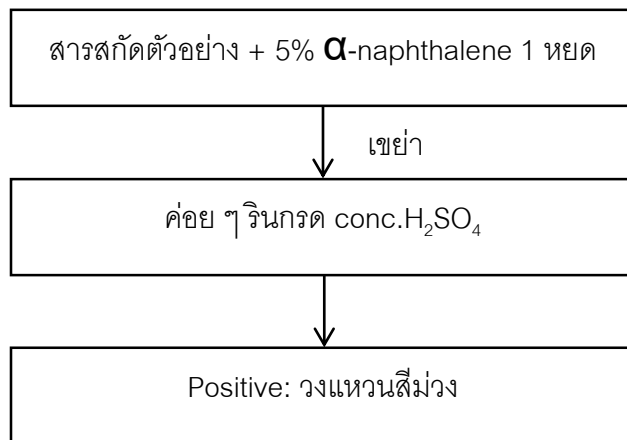 สารสกัดตัวอย่าง + 5% α-naphthalene 1 หยด
เขย่า
ค่อย ๆ รินกรด conc.H₂SO₄
Positive: วงแหวนสีม่วง